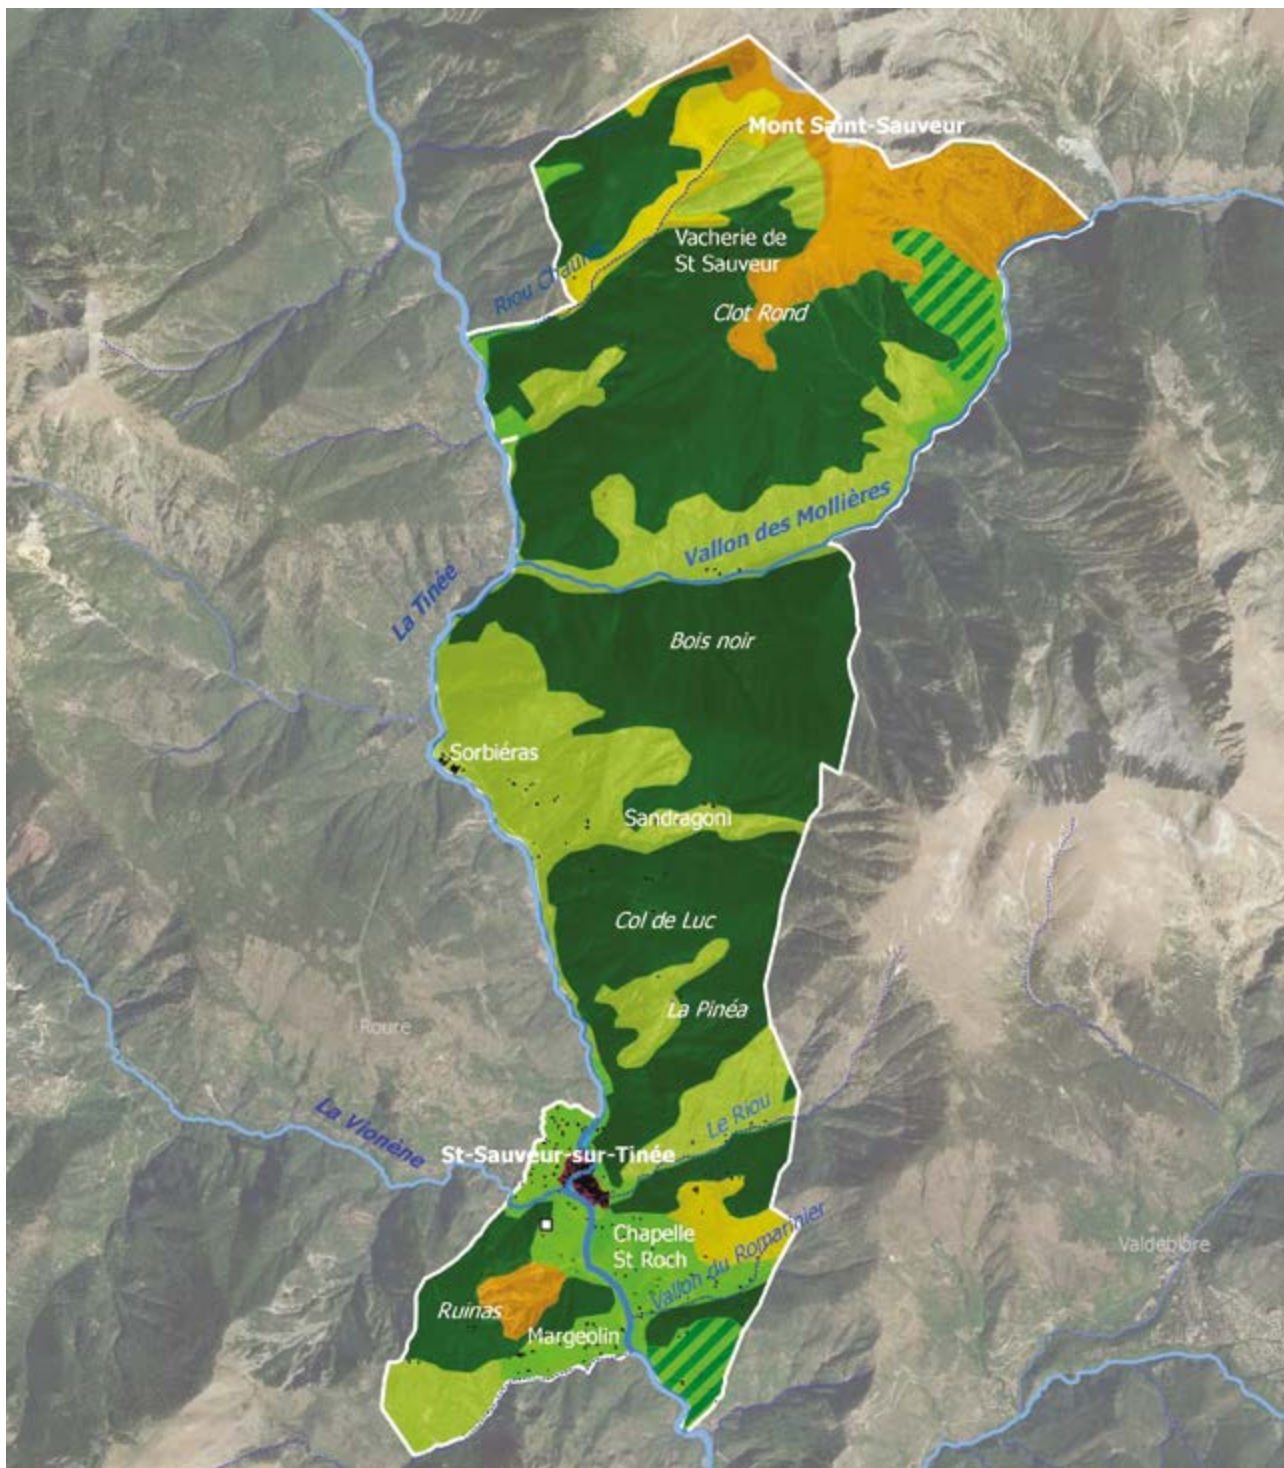 Mont Saint-Sauveur
Vacherie de
St Sauveur
Riou Chaune
Clot Rond
Vallon des Mollières
La Tinée
Bois noir
Sorbiéras
Sandragoni
Col de Luc
La Pinéa
Roure
La Vionène
Le Riou
St-Sauveur-sur-Tinée
Chapelle
St Roch
Vallon du Romarinier
Valdeblore
Ruinas
Margeolin